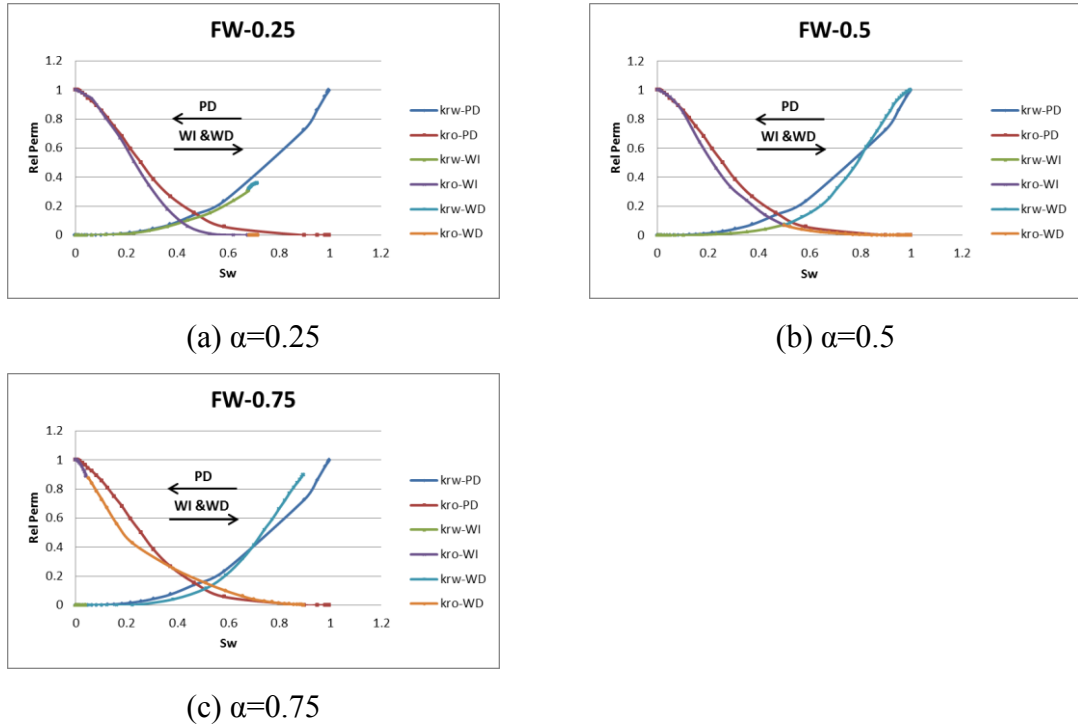 FW-0.25
Rel Perm
1.2
1
0.8
0.6
0.4
0.2
0
0 0.2 0.4 0.6 0.8 1 1.2
Sw
PD
WI &WD
krw-PD
kro-PD
krw-WI
kro-WI
krw-WD
kro-WD
(a) α=0.25
FW-0.5
Rel Perm
1.2
1
0.8
0.6
0.4
0.2
0
0 0.2 0.4 0.6 0.8 1 1.2
Sw
PD
WI &WD
krw-PD
kro-PD
krw-WI
kro-WI
krw-WD
kro-WD
(b) α=0.5
FW-0.75
Rel Perm
1.2
1
0.8
0.6
0.4
0.2
0
0 0.2 0.4 0.6 0.8 1 1.2
Sw
PD
WI &WD
krw-PD
kro-PD
krw-WI
kro-WI
krw-WD
kro-WD
(c) α=0.75